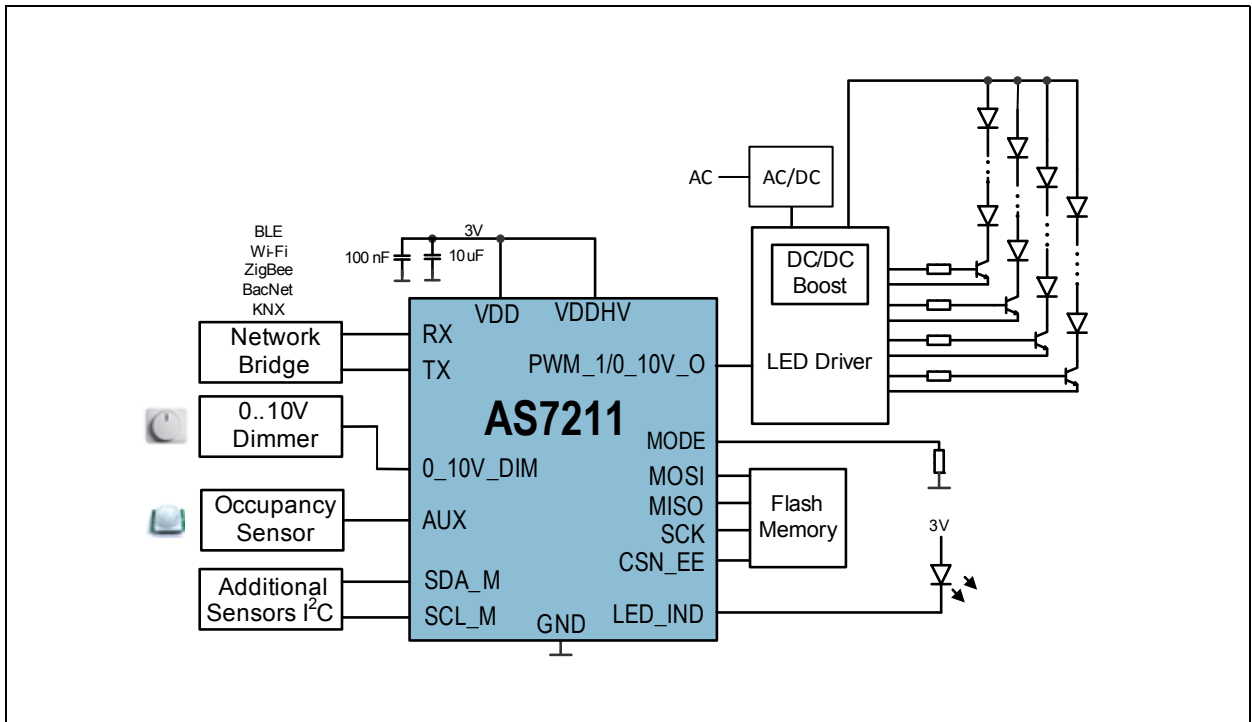 AC
AC/DC
BLE
Wi-Fi
ZigBee
BacNet
KNX
100 nF
10 uF
3V
DC/DC
Boost
LED Driver
Network
Bridge
0..10V
Dimmer
Occupancy
Sensor
Additional
Sensors I²C
VDD
VDDHV
RX
TX
PWM_1/0_10V_O
AS7211
0_10V_DIM
AUX
SDA_M
SCL_M
GND
MODE
MOSI
MISO
SCK
CSN_EE
LED_IND
Flash
Memory
3V